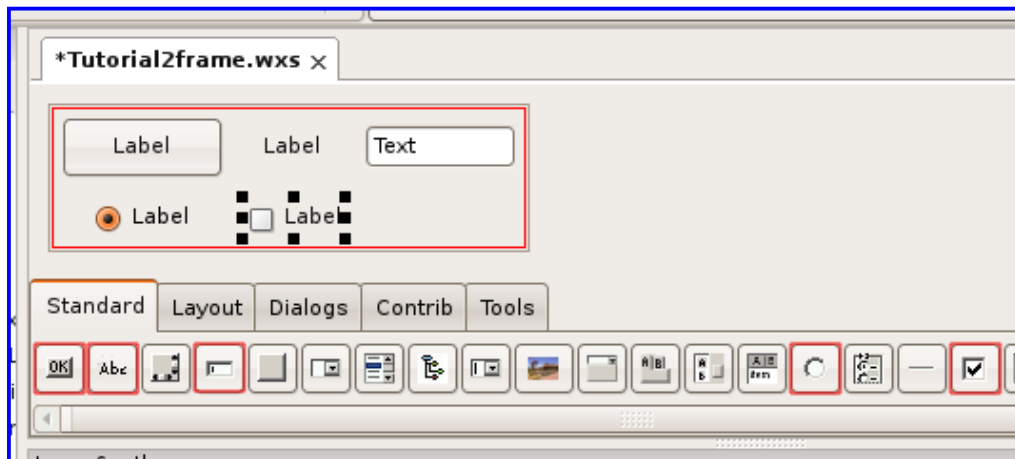 *Tutorial2frame.wxs ×
Label Label Text
Label Label
Standard Layout Dialogs Contrib Tools
OK Abc